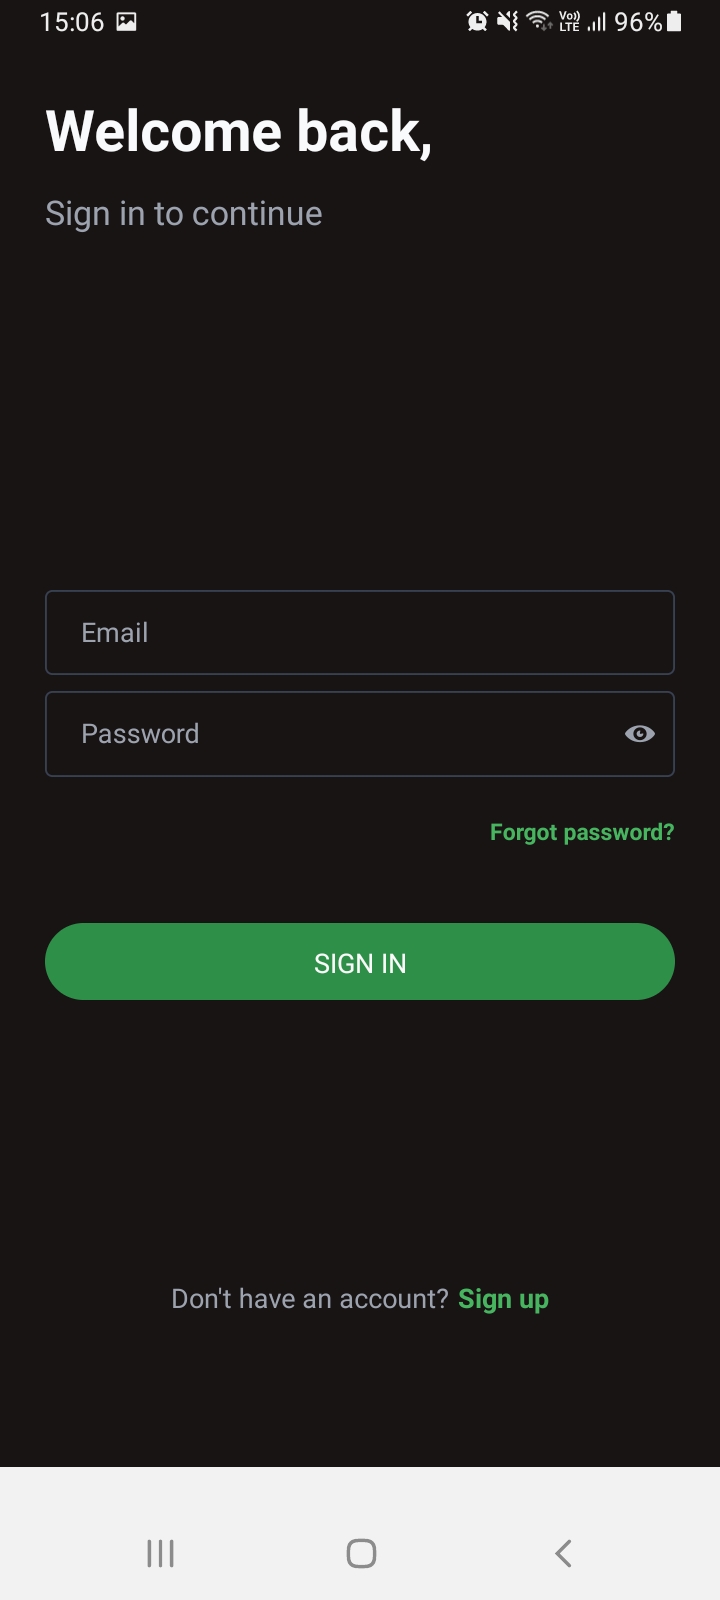 15:06 Vo)) LTE 96%
Welcome back,
Sign in to continue
Email
Password
Forgot password?
SIGN IN
Don't have an account? Sign up